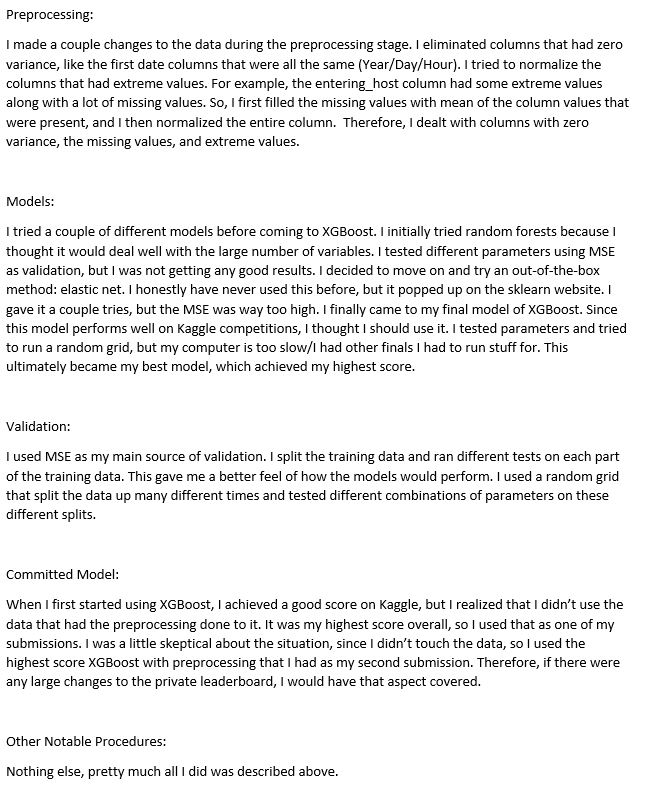 Preprocessing:
I made a couple changes to the data during the preprocessing stage. I eliminated columns that had zero
variance, like the first date columns that were all the same (Year/Day/Hour). I tried to normalize the
columns that had extreme values. For example, the entering_host column had some extreme values
along with a lot of missing values. So, I first filled the missing values with mean of the column values that
were present, and I then normalized the entire column.  Therefore, I dealt with columns with zero
variance, the missing values, and extreme values.
Models:
I tried a couple of different models before coming to XGBoost. I initially tried random forests because I
thought it would deal well with the large number of variables. I tested different parameters using MSE
as validation, but I was not getting any good results. I decided to move on and try an out-of-the-box
method: elastic net. I honestly have never used this before, but it popped up on the sklearn website. I
gave it a couple tries, but the MSE was way too high. I finally came to my final model of XGBoost. Since
this model performs well on Kaggle competitions, I thought I should use it. I tested parameters and tried
to run a random grid, but my computer is too slow/I had other finals I had to run stuff for. This
ultimately became my best model, which achieved my highest score.
Validation:
I used MSE as my main source of validation. I split the training data and ran different tests on each part
of the training data. This gave me a better feel of how the models would perform. I used a random grid
that split the data up many different times and tested different combinations of parameters on these
different splits.
Committed Model:
When I first started using XGBoost, I achieved a good score on Kaggle, but I realized that I didn't use the
data that had the preprocessing done to it. It was my highest score overall, so I used that as one of my
submissions. I was a little skeptical about the situation, since I didn't touch the data, so I used the
highest score XGBoost with preprocessing that I had as my second submission. Therefore, if there were
any large changes to the private leaderboard, I would have that aspect covered.
Other Notable Procedures:
Nothing else, pretty much all I did was described above.